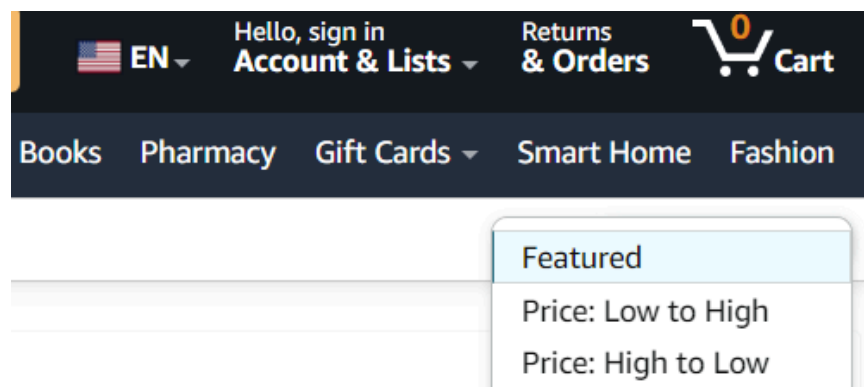 Hello, sign in Returns 0
EN Account & Lists & Orders Cart
Books Pharmacy Gift Cards Smart Home Fashion
Featured
Price: Low to High
Price: High to Low